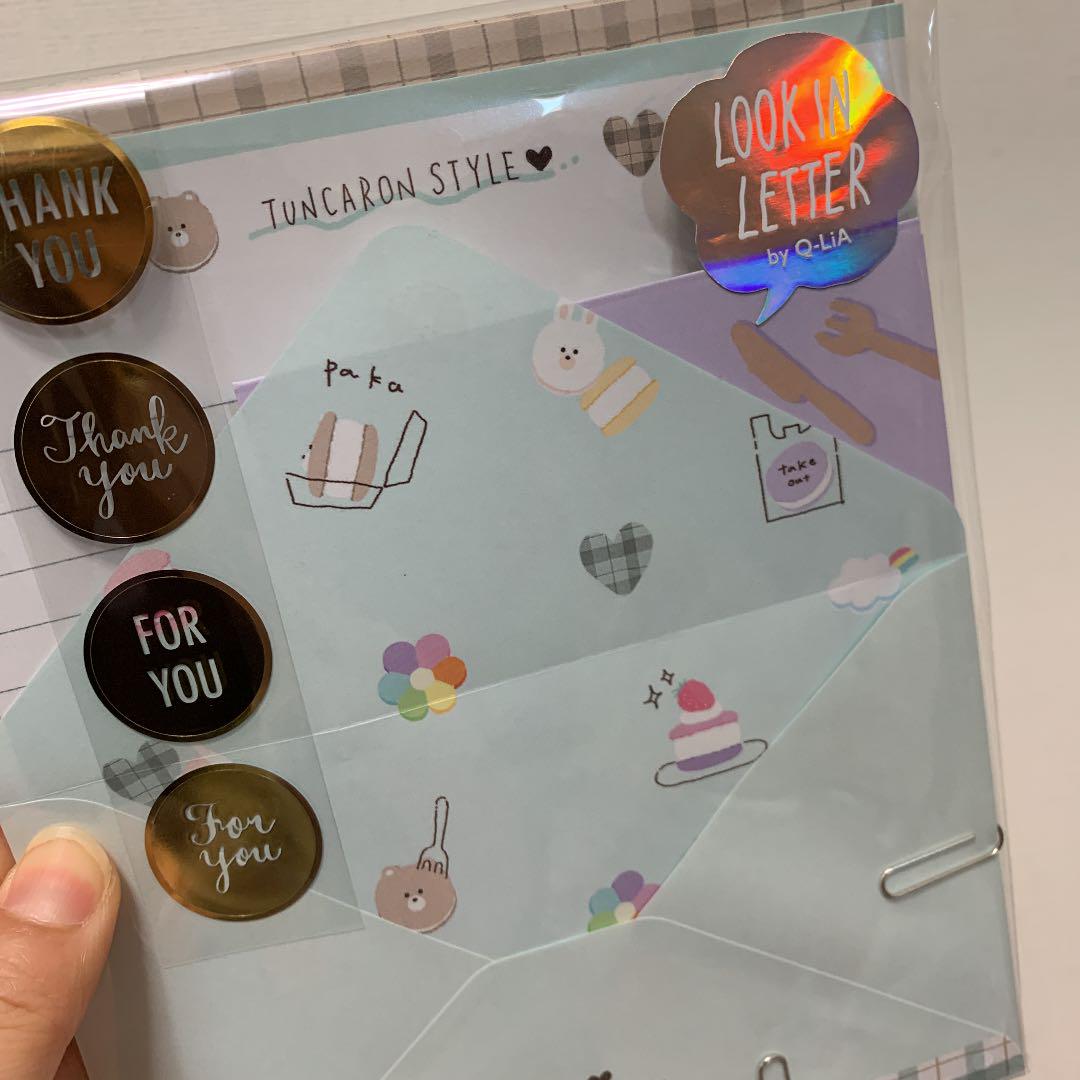 TUNCARON STYLE
LOOK IN
LETTER
by Q-LiA
THANK
YOU
Thank
you
FOR
YOU
For
you
paka
take
out